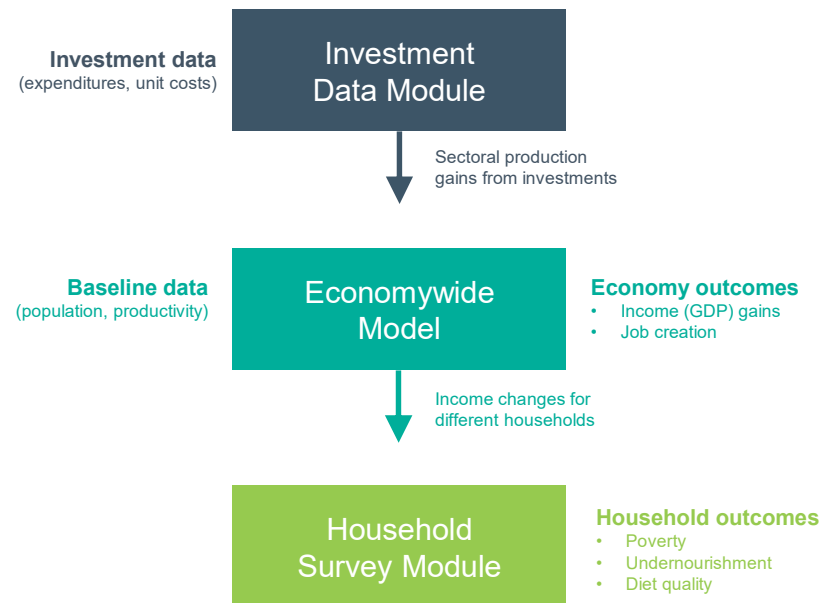 Investment data
(expenditures, unit costs)
Investment
Data Module
Sectoral production
gains from investments
Baseline data
(population, productivity)
Economywide
Model
Economy outcomes
• Income (GDP) gains
• Job creation
Income changes for
different households
Household
Survey Module
Household outcomes
• Poverty
• Undernourishment
• Diet quality